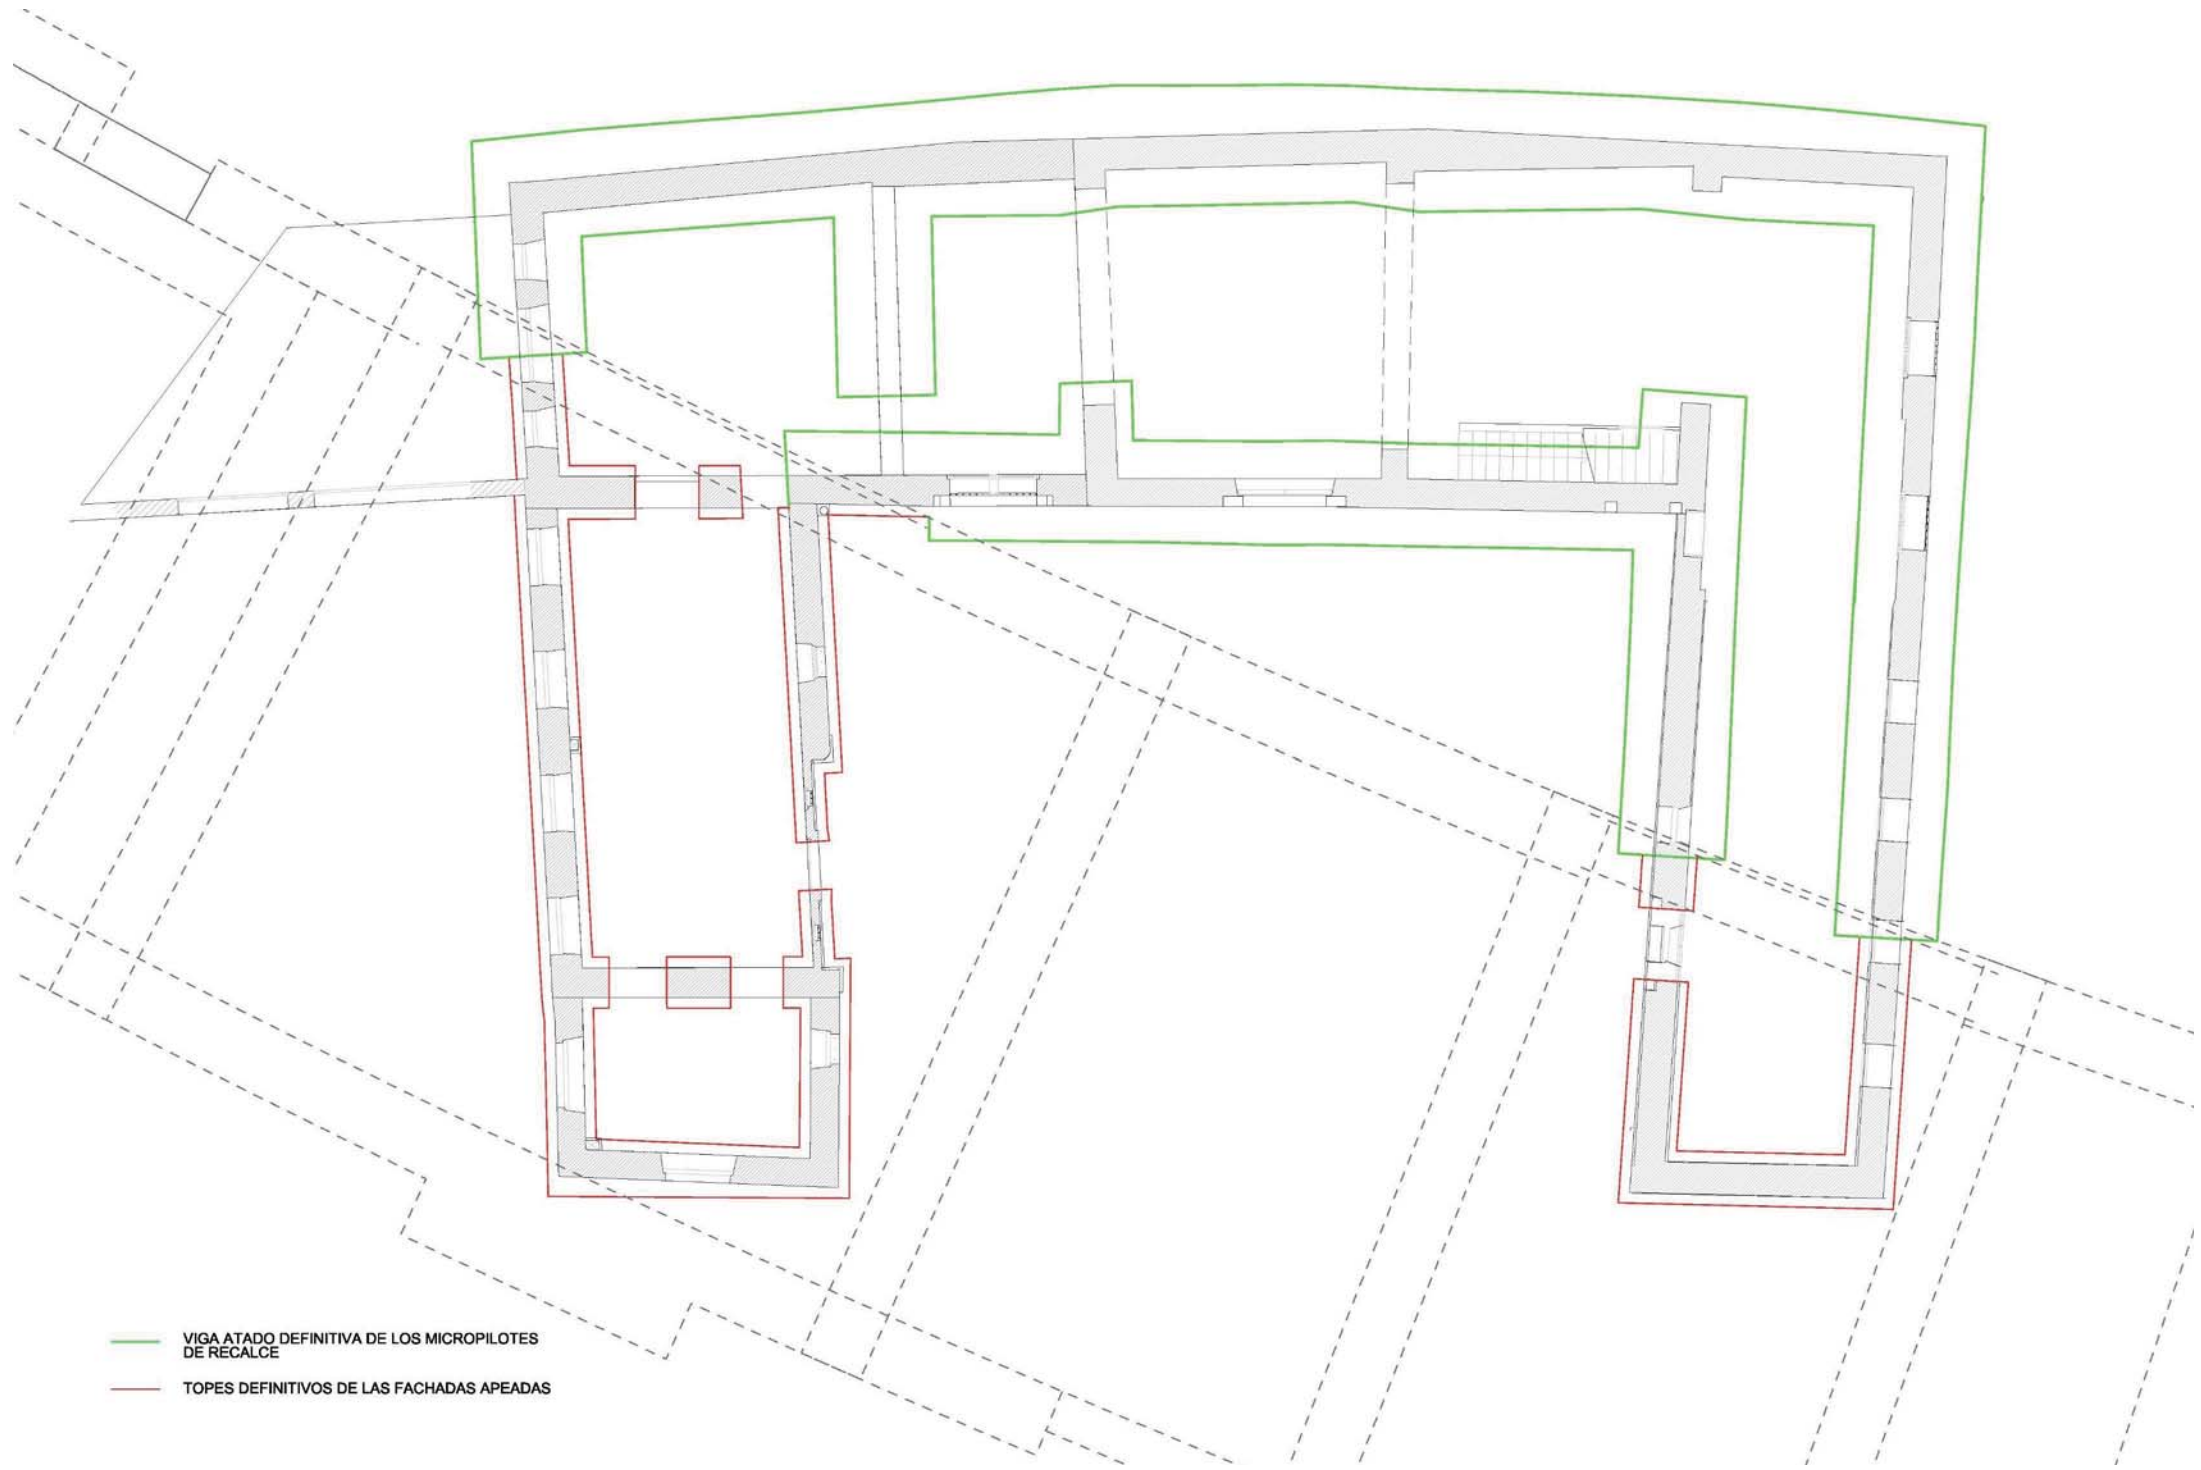 VIGA ATADO DEFINITIVA DE LOS MICROPILOTES
DE RECALCE
TOPES DEFINITIVOS DE LAS FACHADAS APEADAS